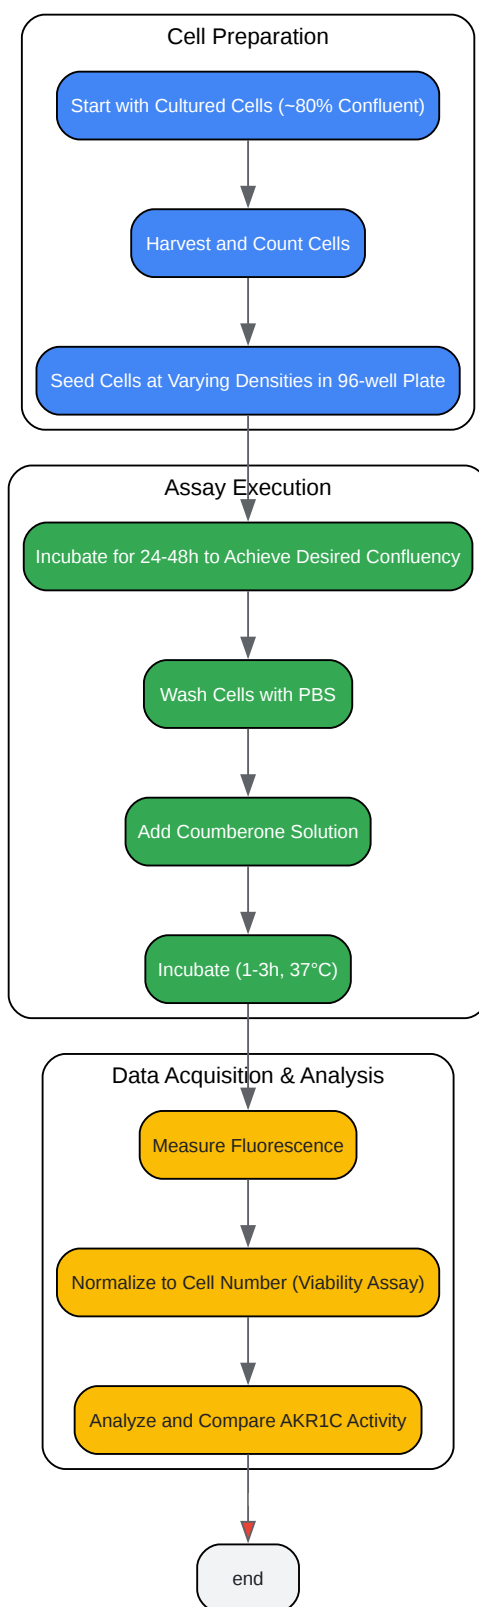 Cell Preparation
Start with Cultured Cells (~80% Confluent)
Harvest and Count Cells
Seed Cells at Varying Densities in 96-well Plate
Assay Execution
Incubate for 24-48h to Achieve Desired Confluency
Wash Cells with PBS
Add Coumberone Solution
Incubate (1-3h, 37°C)
Data Acquisition & Analysis
Measure Fluorescence
Normalize to Cell Number (Viability Assay)
Analyze and Compare AKR1C Activity
end